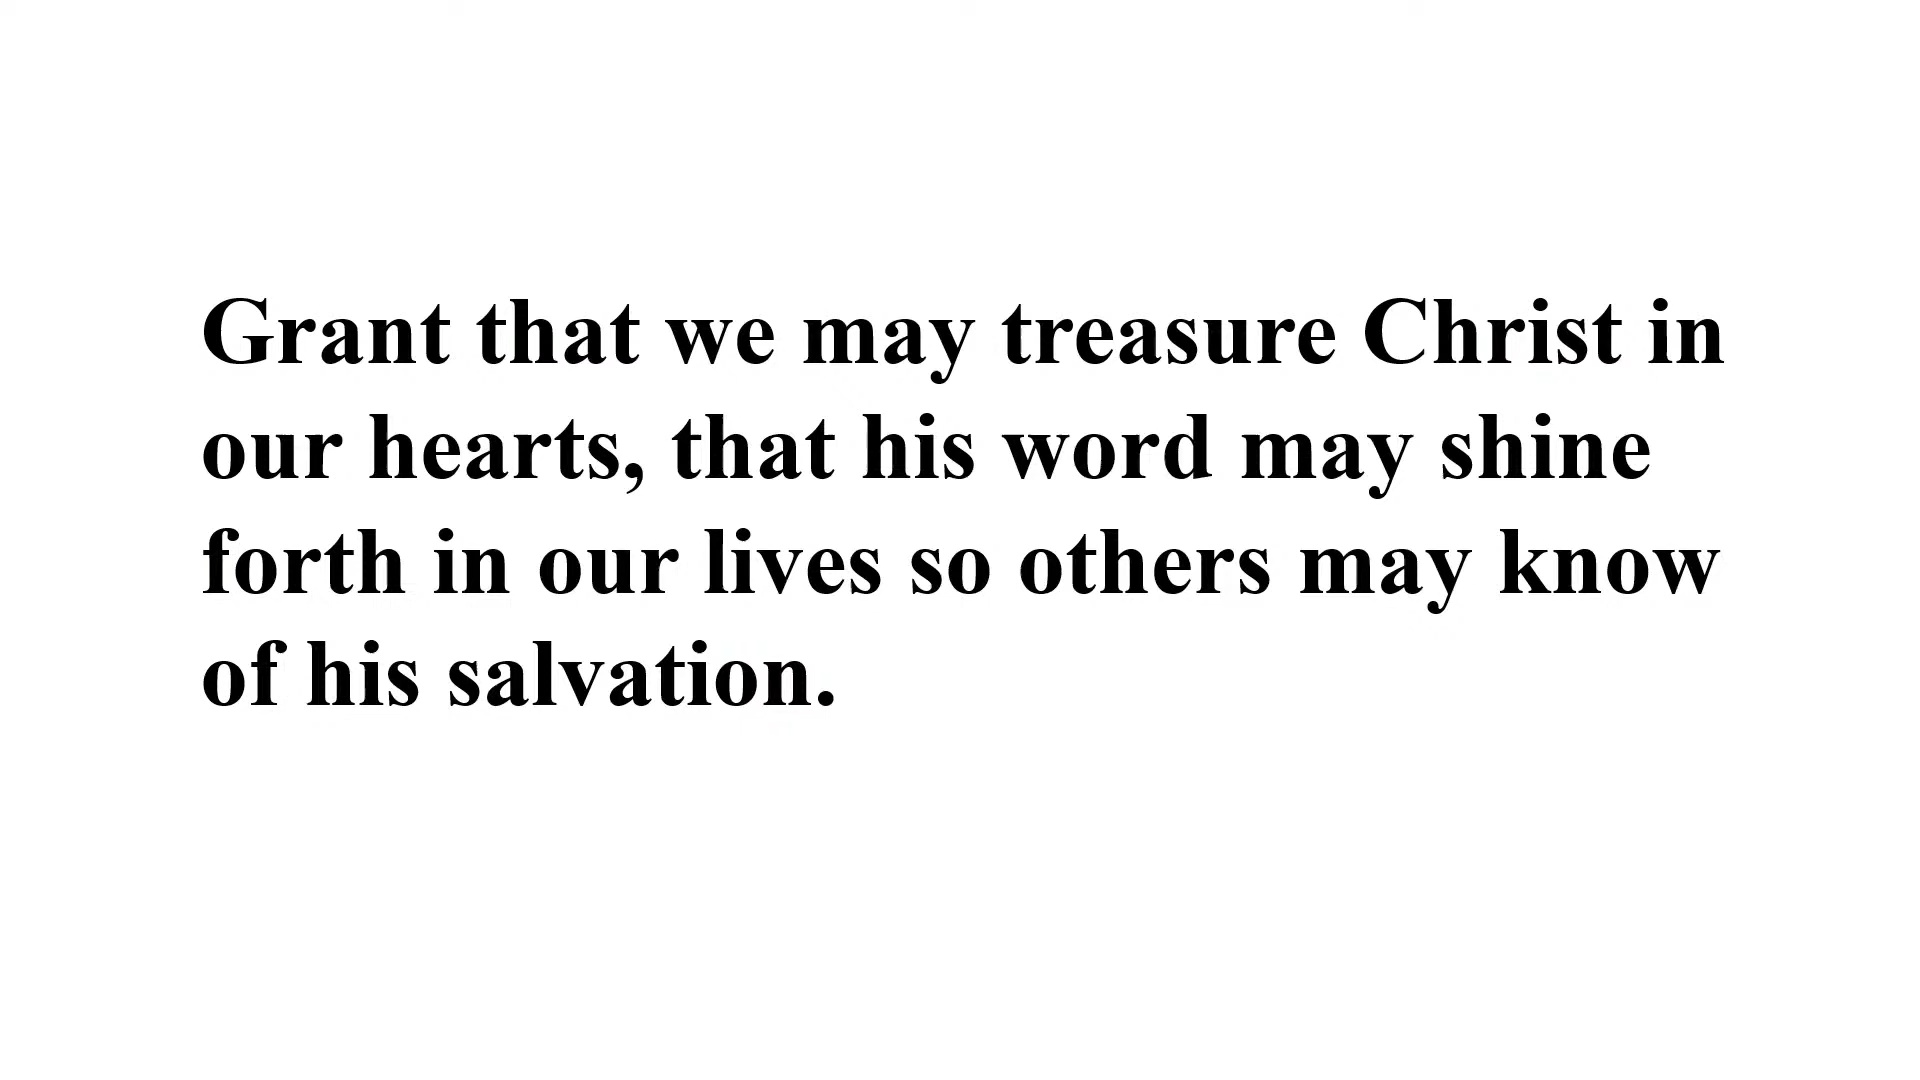 Grant that we may treasure Christ in
our hearts, that his word may shine
forth in our lives so others may know
of his salvation.